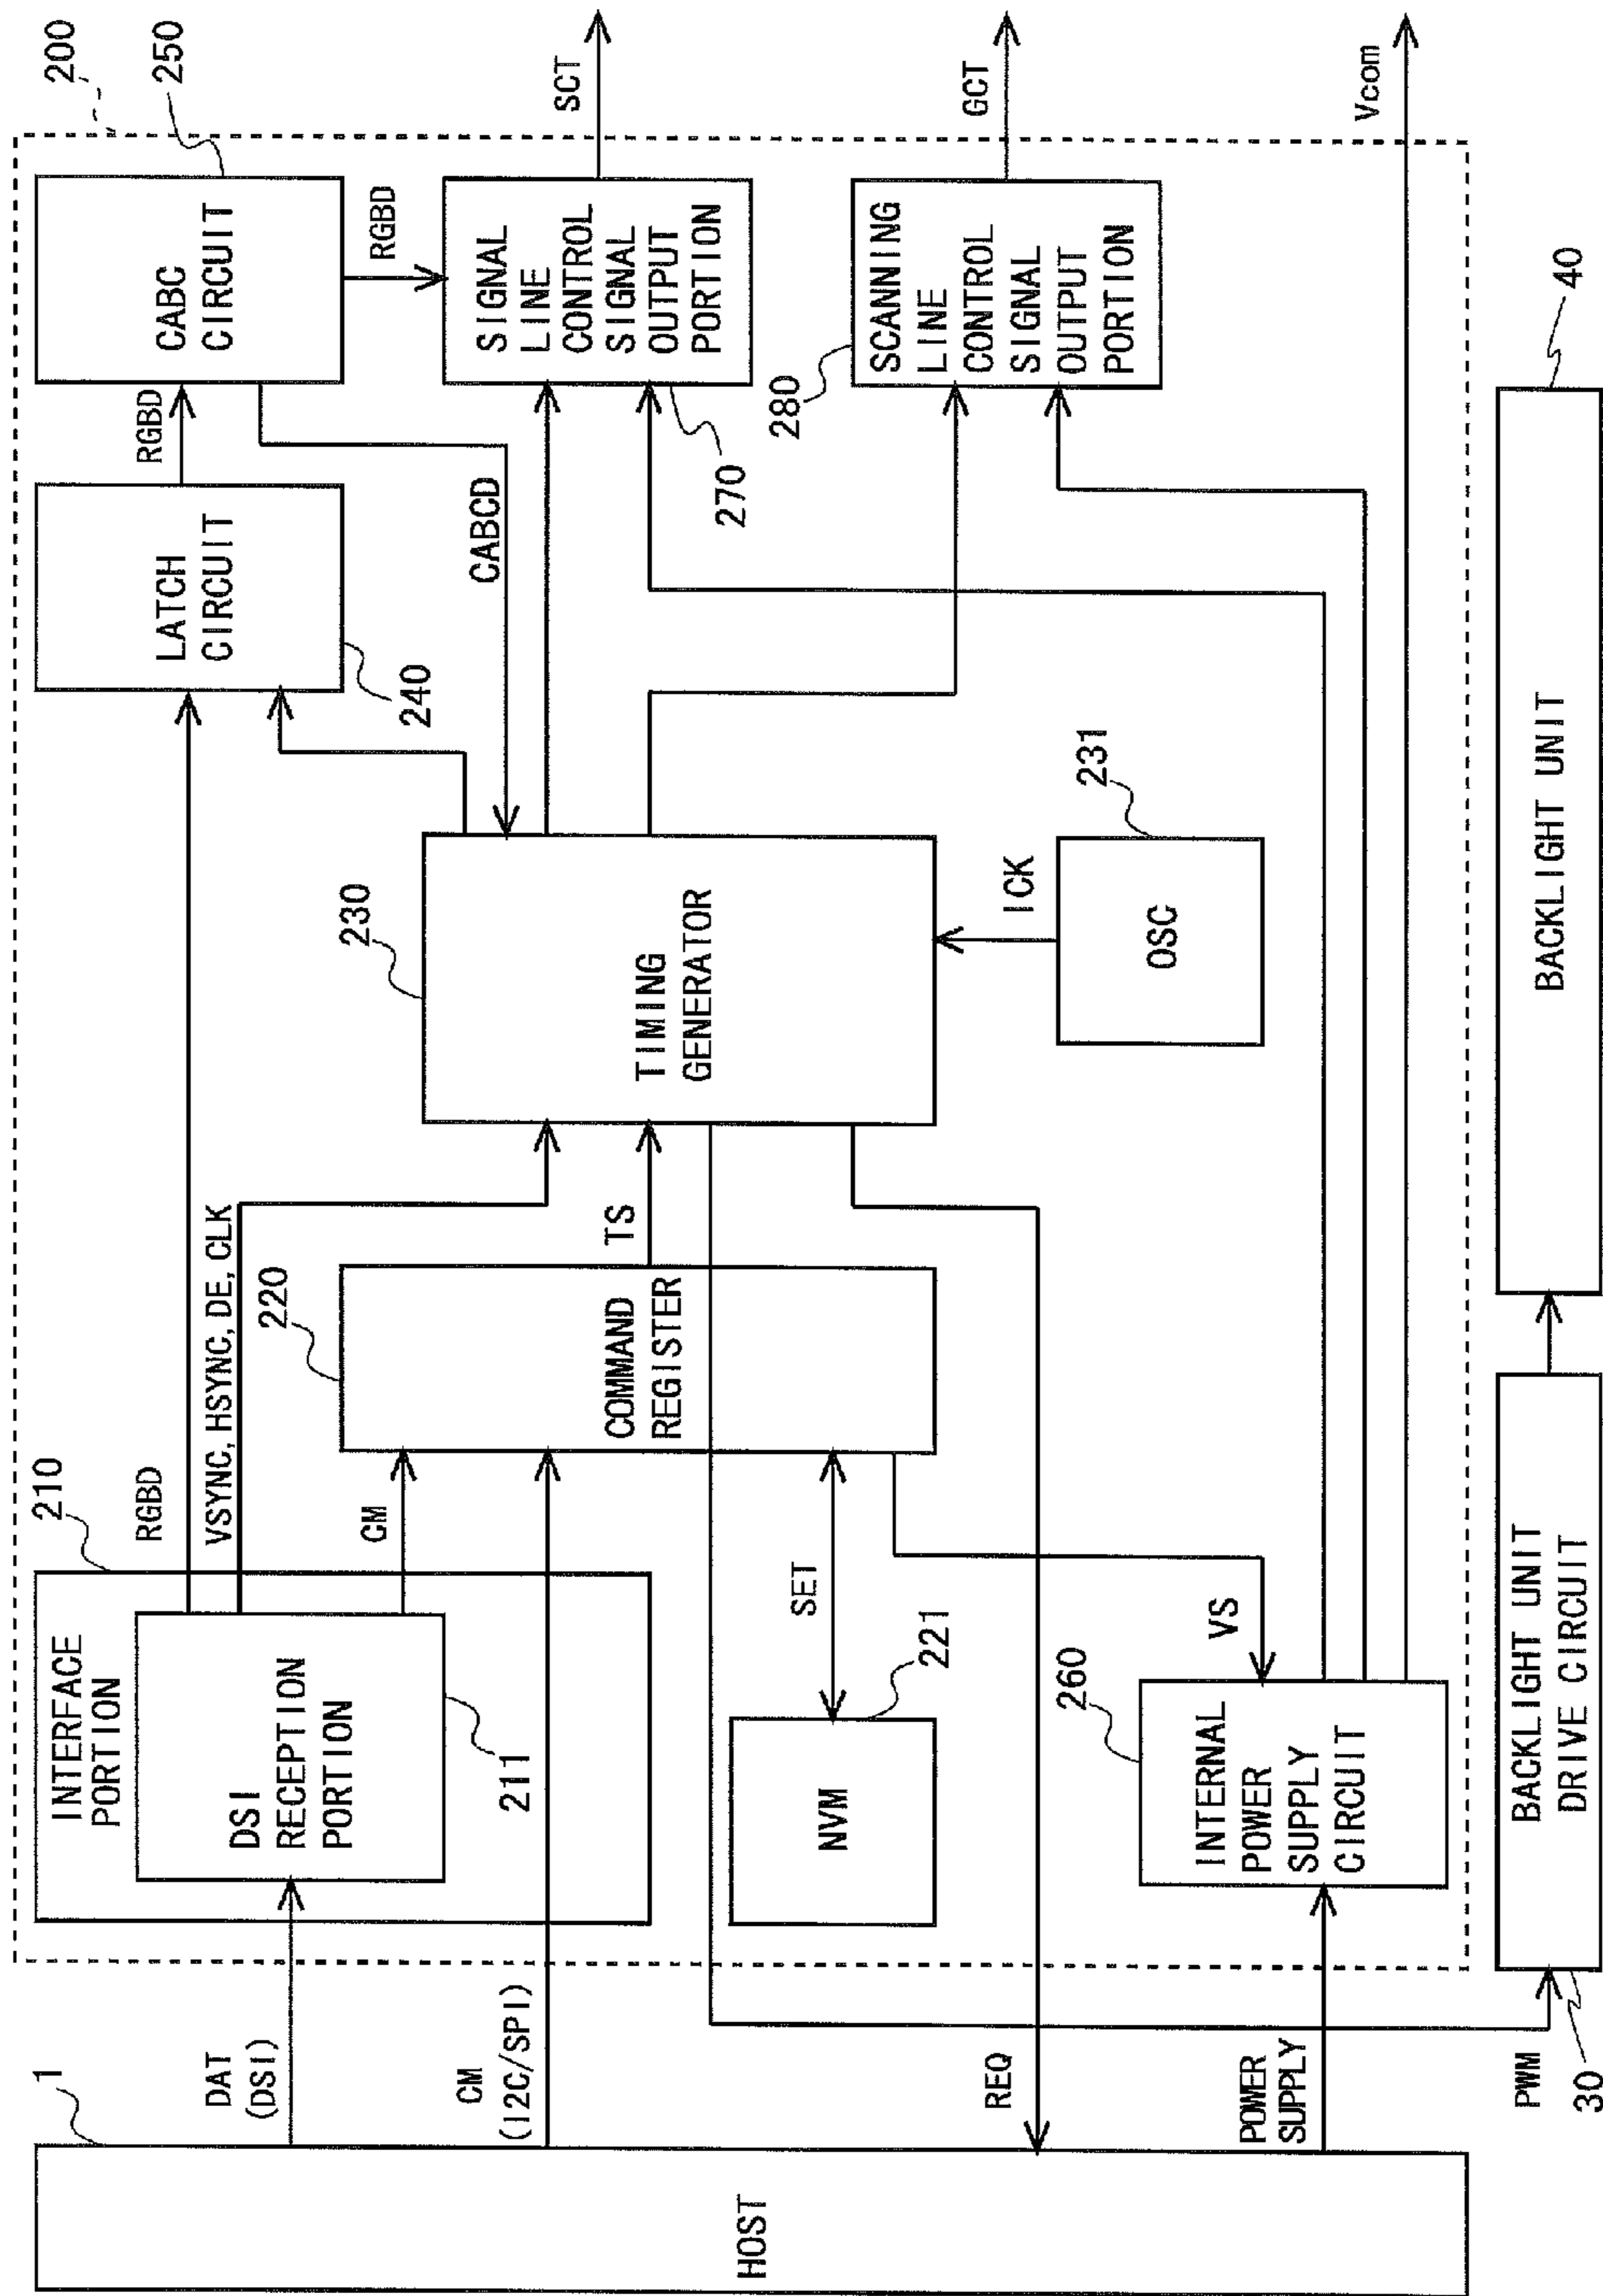 1
HOST
DAT
(DSI)
CM
(I2C/SPI)
REQ
POWER
SUPPLY
PWM
30
BACKLIGHT UNIT
DRIVE CIRCUIT
40
BACKLIGHT UNIT
200
210
INTERFACE
PORTION
DSI
RECEPTION
PORTION
211
RGBD
VSYNC, HSYNC, DE, CLK
CM
220
COMMAND
REGISTER
TS
SET
221
NVM
VS
260
INTERNAL
POWER
SUPPLY
CIRCUIT
230
TIMING
GENERATOR
ICK
231
OSC
240
LATCH
CIRCUIT
RGBD
CABCD
250
CABC
CIRCUIT
RGBD
270
SIGNAL
LINE
CONTROL
SIGNAL
OUTPUT
PORTION
280
SCANNING
LINE
CONTROL
SIGNAL
OUTPUT
PORTION
SCT
GCT
Vcom